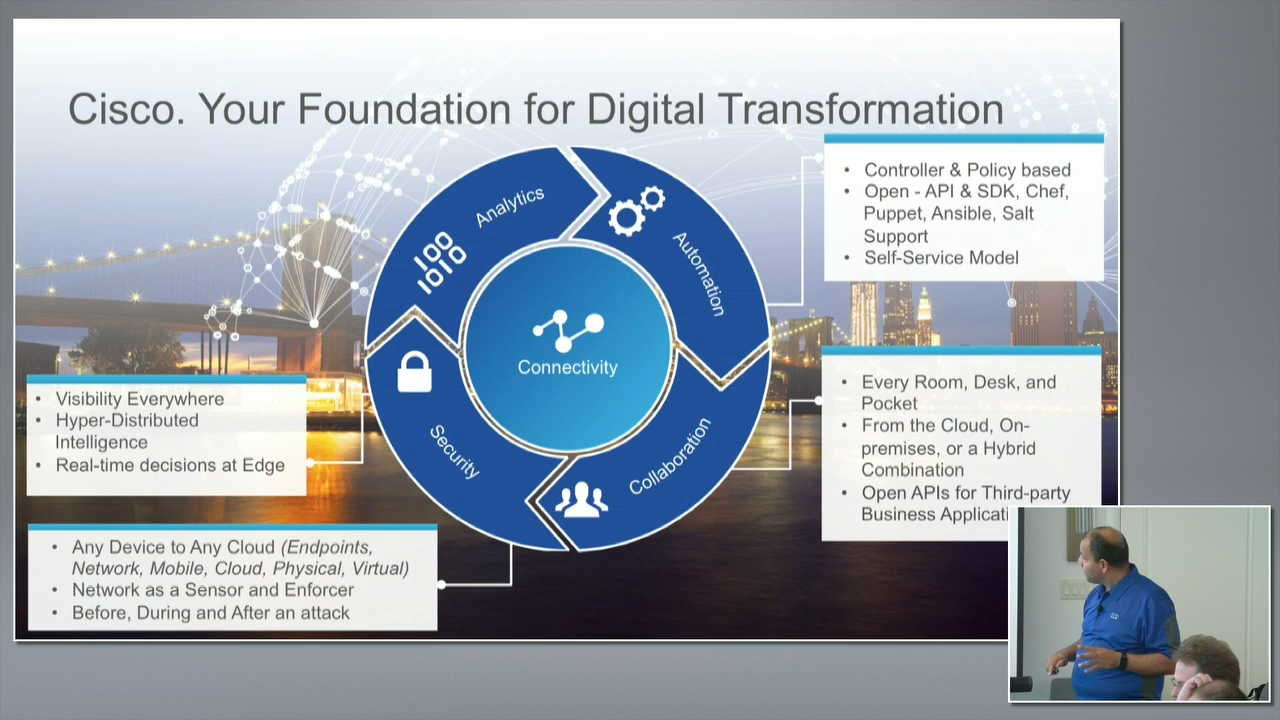 Cisco. Your Foundation for Digital Transformation
Analytics
Automation
Connectivity
Security
Collaboration
100
1010
• Controller & Policy based
• Open - API & SDK, Chef,
Puppet, Ansible, Salt
Support
• Self-Service Model
• Every Room, Desk, and
Pocket
• From the Cloud, On-
premises, or a Hybrid
Combination
• Open APIs for Third-party
Business
• Visibility Everywhere
• Hyper-Distributed
Intelligence
• Real-time decisions at Edge
• Any Device to Any Cloud (Endpoints,
Network, Mobile, Cloud, Physical, Virtual)
• Network as a Sensor and Enforcer
• Before, During and After an attack